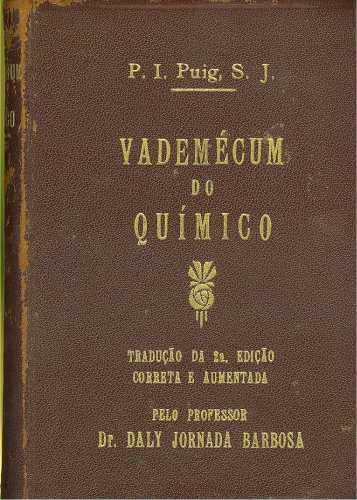 P. I. Puig, S. J.
VADEMÉCUM
DO
QUÍMICO
TRADUÇÃO DA 2a. EDIÇÃO
CORRETA E AUMENTADA
PELO PROFESSOR
Dr. DALY JORNADA BARBOSA